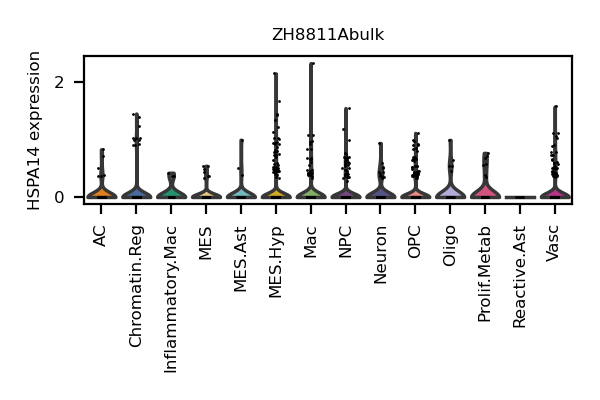 ZH8811Abulk
HSPA14 expression
2
0
AC
Chromatin.Reg
Inflammatory.Mac
MES
MES.Ast
MES.Hyp
Mac
NPC
Neuron
OPC
Oligo
Prolif.Metab
Reactive.Ast
Vasc